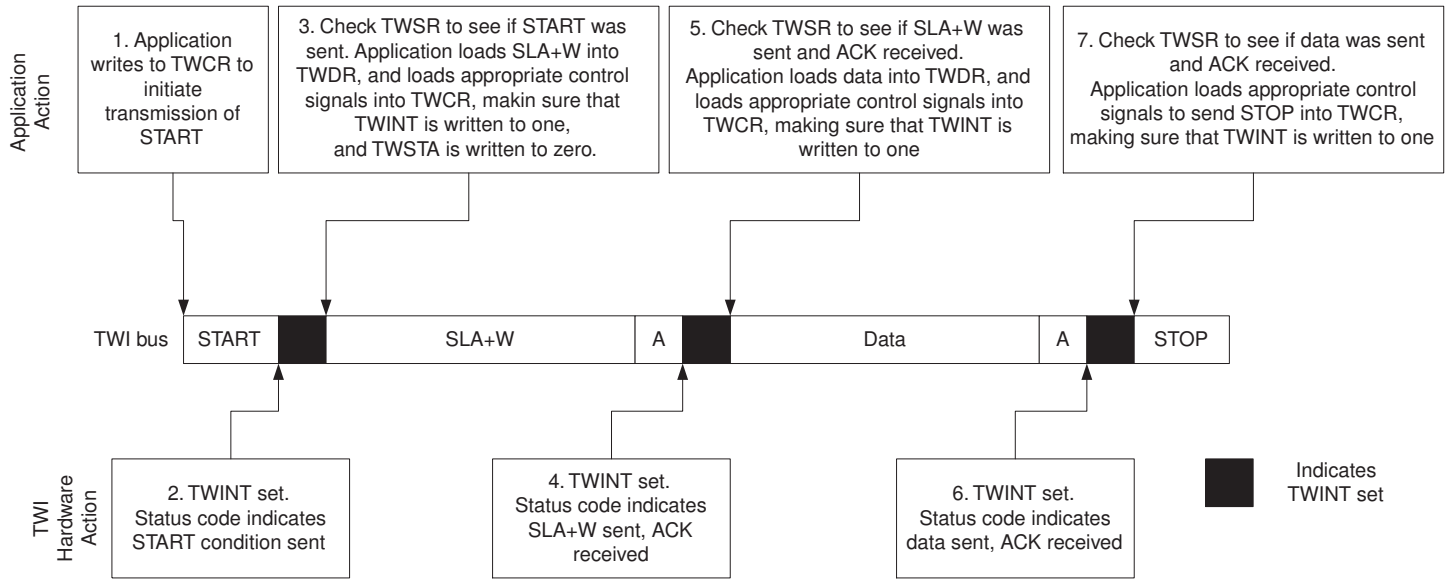 Application
Action
1. Application
writes to TWCR to
initiate
transmission of
START
3. Check TWSR to see if START was
sent. Application loads SLA+W into
TWDR, and loads appropriate control
signals into TWCR, makin sure that
TWINT is written to one,
and TWSTA is written to zero.
5. Check TWSR to see if SLA+W was
sent and ACK received.
Application loads data into TWDR, and
loads appropriate control signals into
TWCR, making sure that TWINT is
written to one
7. Check TWSR to see if data was sent
and ACK received.
Application loads appropriate control
signals to send STOP into TWCR,
making sure that TWINT is written to one
TWI bus
START
SLA+W
A
Data
A
STOP
TWI
Hardware
Action
2. TWINT set.
Status code indicates
START condition sent
4. TWINT set.
Status code indicates
SLA+W sent, ACK
received
6. TWINT set.
Status code indicates
data sent, ACK received
Indicates
TWINT set